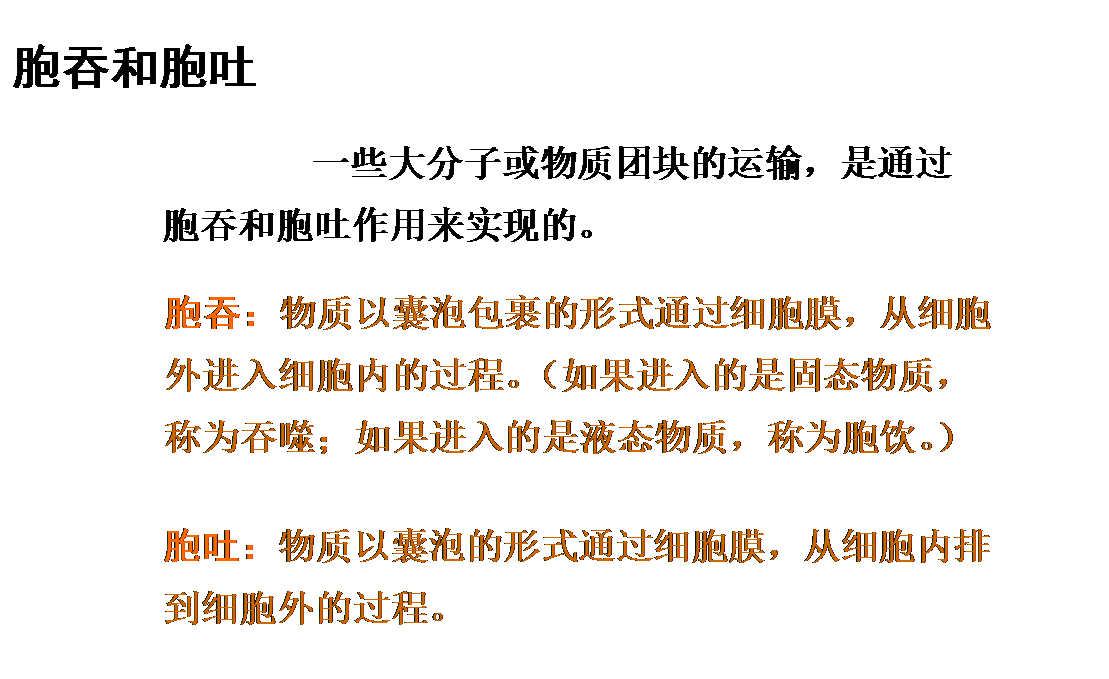 胞吞和胞吐
一些大分子或物质团块的运输，是通过
胞吞和胞吐作用来实现的。
胞吞：物质以囊泡包裹的形式通过细胞膜，从细胞
外进入细胞内的过程。（如果进入的是固态物质，
称为吞噬；如果进入的是液态物质，称为胞饮。）
胞吐：物质以囊泡的形式通过细胞膜，从细胞内排
到细胞外的过程。